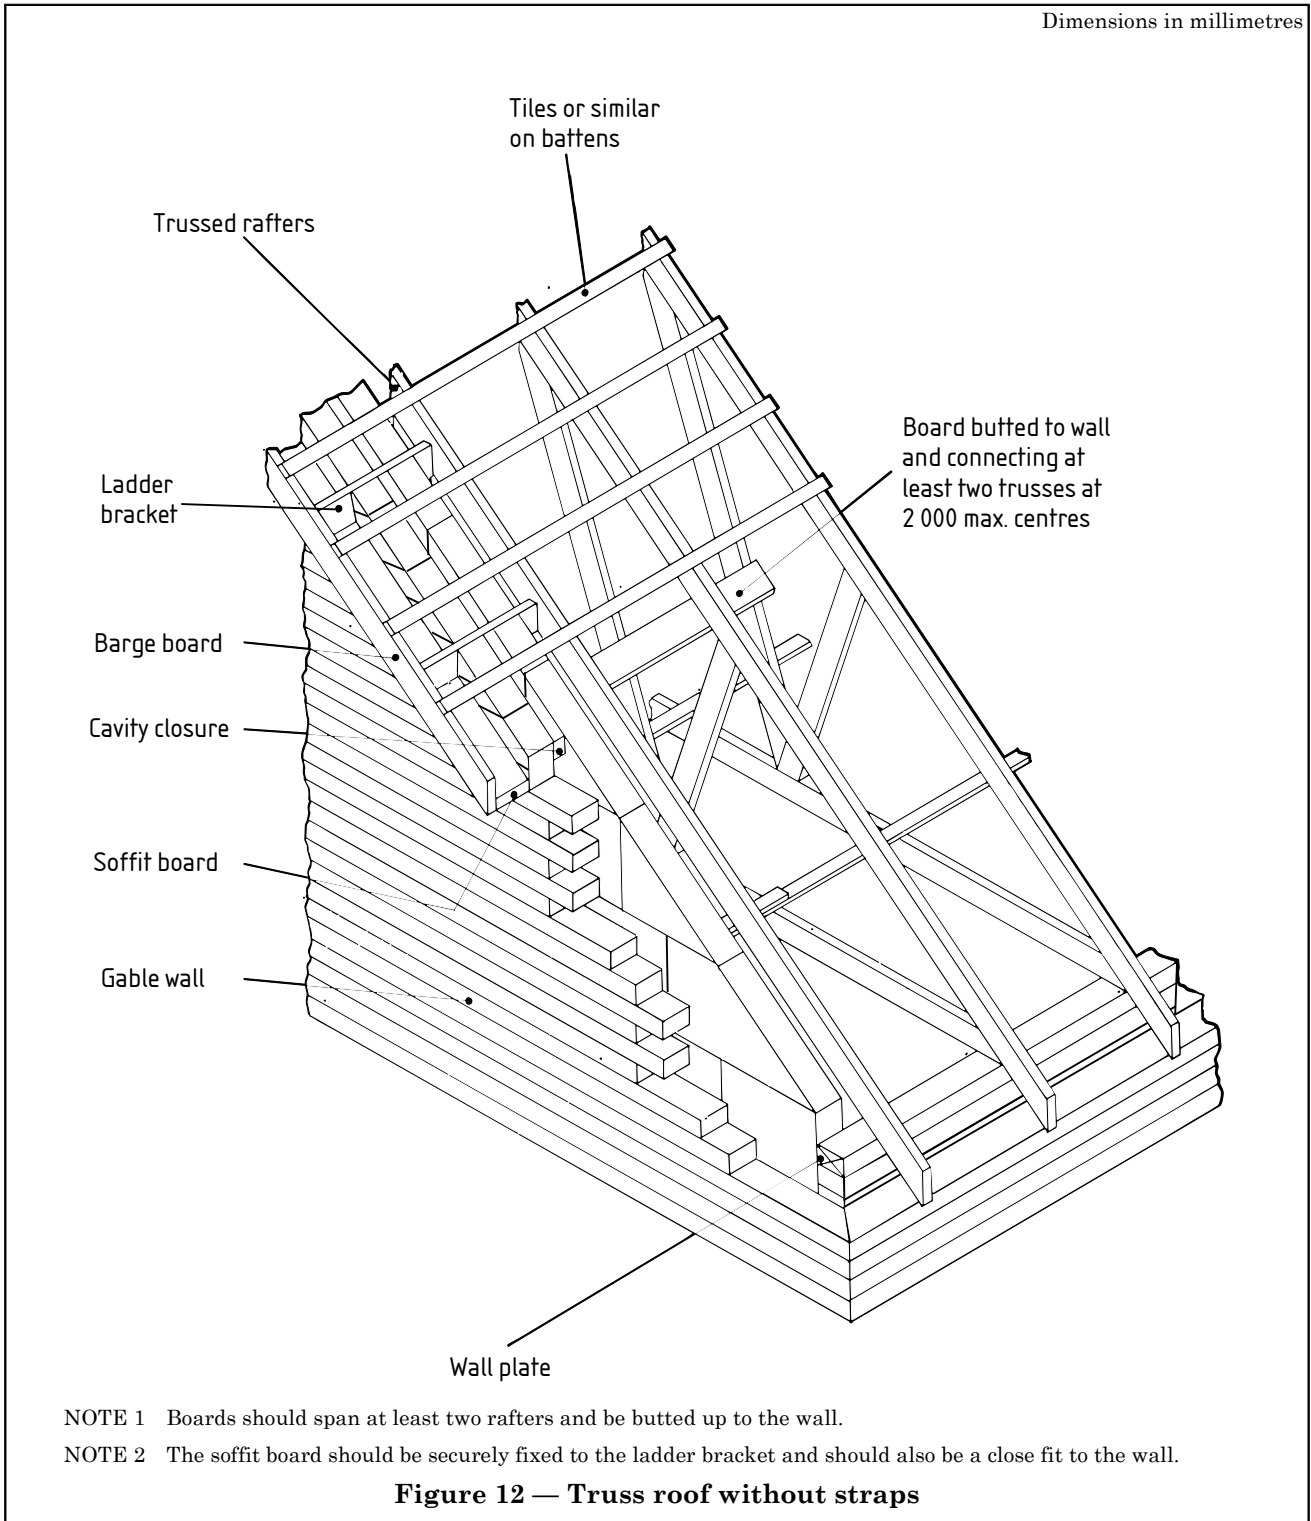 Dimensions in millimetres
Tiles or similar
on battens
Trussed rafters
Board butted to wall
and connecting at
least two trusses at
2 000 max. centres
Ladder
bracket
Barge board
Cavity closure
Soffit board
Gable wall
Wall plate
NOTE 1 Boards should span at least two rafters and be butted up to the wall.
NOTE 2 The soffit board should be securely fixed to the ladder bracket and should also be a close fit to the wall.
Figure 12 — Truss roof without straps